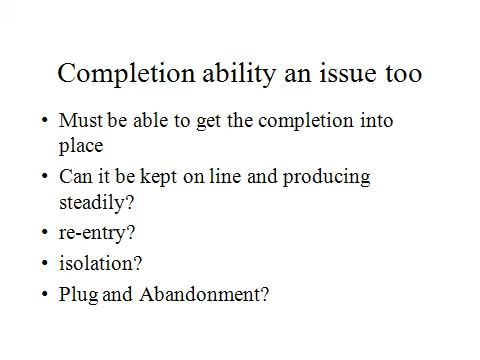 Completion ability an issue too
• Must be able to get the completion into
place
• Can it be kept on line and producing
steadily?
• re-entry?
• isolation?
• Plug and Abandonment?